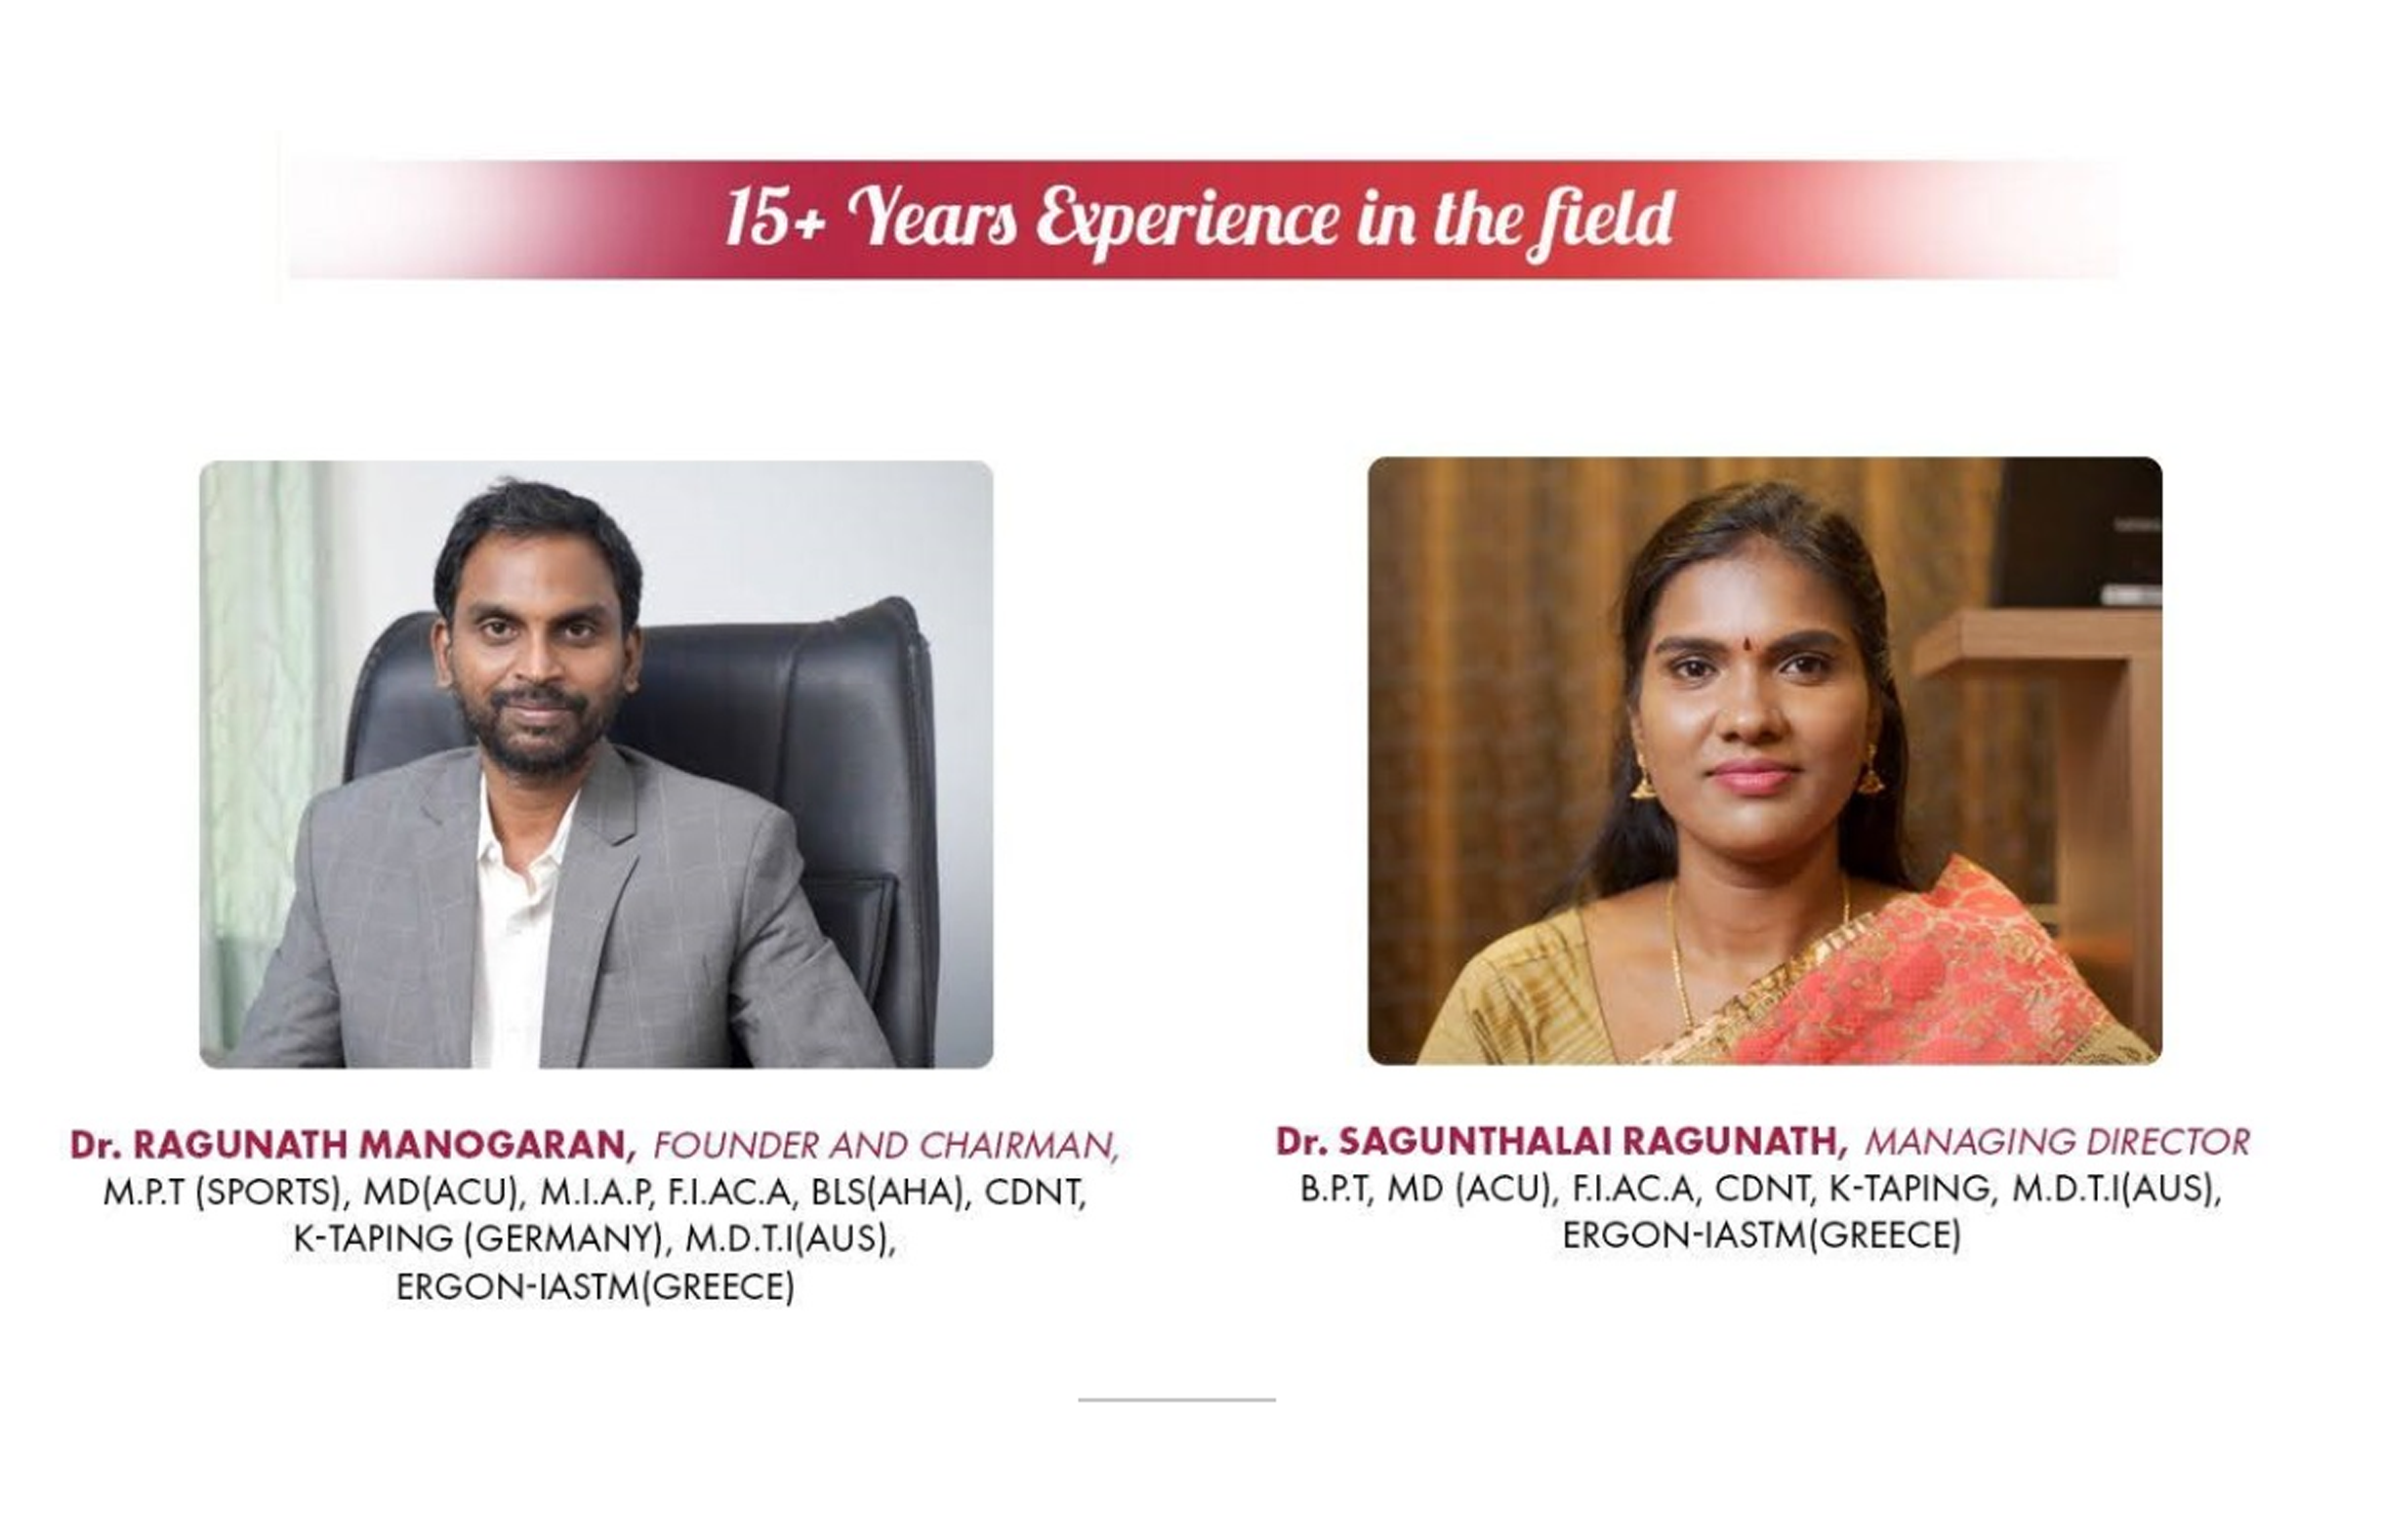 15+ Years Experience in the field
Dr. RAGUNATH MANOGARAN, FOUNDER AND CHAIRMAN,
M.P.T (SPORTS), MD(ACU), M.I.A.P, F.I.AC.A, BLS(AHA), CDNT,
K-TAPING (GERMANY), M.D.T.I(AUS),
ERGON-IASTM(GREECE)
Dr. SAGUNTHALAI RAGUNATH, MANAGING DIRECTOR
B.P.T, MD (ACU), F.I.AC.A, CDNT, K-TAPING, M.D.T.I(AUS),
ERGON-IASTM(GREECE)